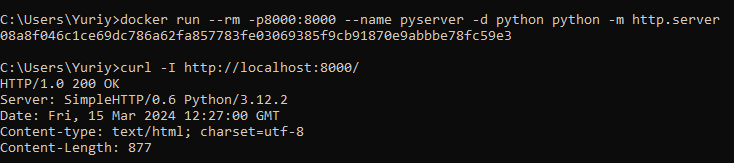 C:\Users\Yuriy>docker run --rm -p8000:8000 --name pyserver -d python python -m http.server
08a8f046c1ce69dc786a62fa857783fe03069385f9cb91870e9abbbe78fc59e3
C:\Users\Yuriy>curl -I http://localhost:8000/
HTTP/1.0 200 OK
Server: SimpleHTTP/0.6 Python/3.12.2
Date: Fri, 15 Mar 2024 12:27:00 GMT
Content-type: text/html; charset=utf-8
Content-Length: 877